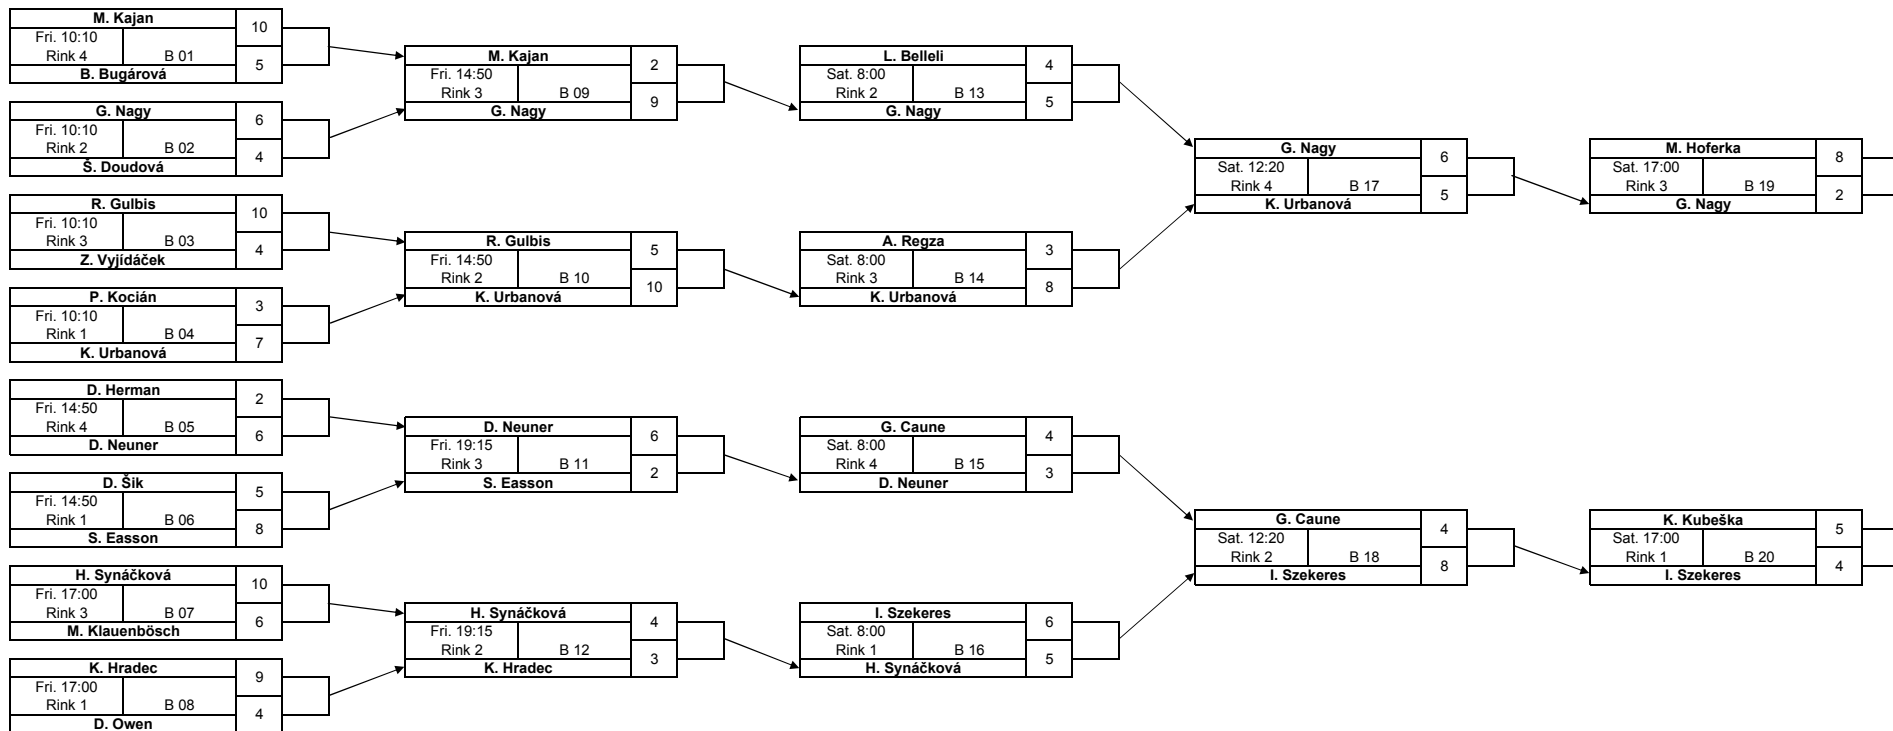 M. Kajan
10
Fri. 10:10
Rink 4 B 01
5
B. Bugárová
G. Nagy
6
Fri. 10:10
Rink 2 B 02
4
Š. Doudová
R. Gulbis
10
Fri. 10:10
Rink 3 B 03
4
Z. Vyjídáček
P. Kocián
3
Fri. 10:10
Rink 1 B 04
7
K. Urbanová
D. Herman
2
Fri. 14:50
Rink 4 B 05
6
D. Neuner
D. Šik
5
Fri. 14:50
Rink 1 B 06
8
S. Easson
H. Synáčková
10
Fri. 17:00
Rink 3 B 07
6
M. Klauenbösch
K. Hradec
9
Fri. 17:00
Rink 1 B 08
4
D. Owen
M. Kajan
2
Fri. 14:50
Rink 3 B 09
9
G. Nagy
R. Gulbis
5
Fri. 14:50
Rink 2 B 10
10
K. Urbanová
D. Neuner
6
Fri. 19:15
Rink 3 B 11
2
S. Easson
H. Synáčková
4
Fri. 19:15
Rink 2 B 12
3
K. Hradec
L. Belleli
4
Sat. 8:00
Rink 2 B 13
5
G. Nagy
A. Regza
3
Sat. 8:00
Rink 3 B 14
8
K. Urbanová
G. Caune
4
Sat. 8:00
Rink 4 B 15
3
D. Neuner
I. Szekeres
6
Sat. 8:00
Rink 1 B 16
5
H. Synáčková
G. Nagy
6
Sat. 12:20
Rink 4 B 17
5
K. Urbanová
G. Caune
4
Sat. 12:20
Rink 2 B 18
8
I. Szekeres
M. Hoferka
8
Sat. 17:00
Rink 3 B 19
2
G. Nagy
K. Kubeška
5
Sat. 17:00
Rink 1 B 20
4
I. Szekeres